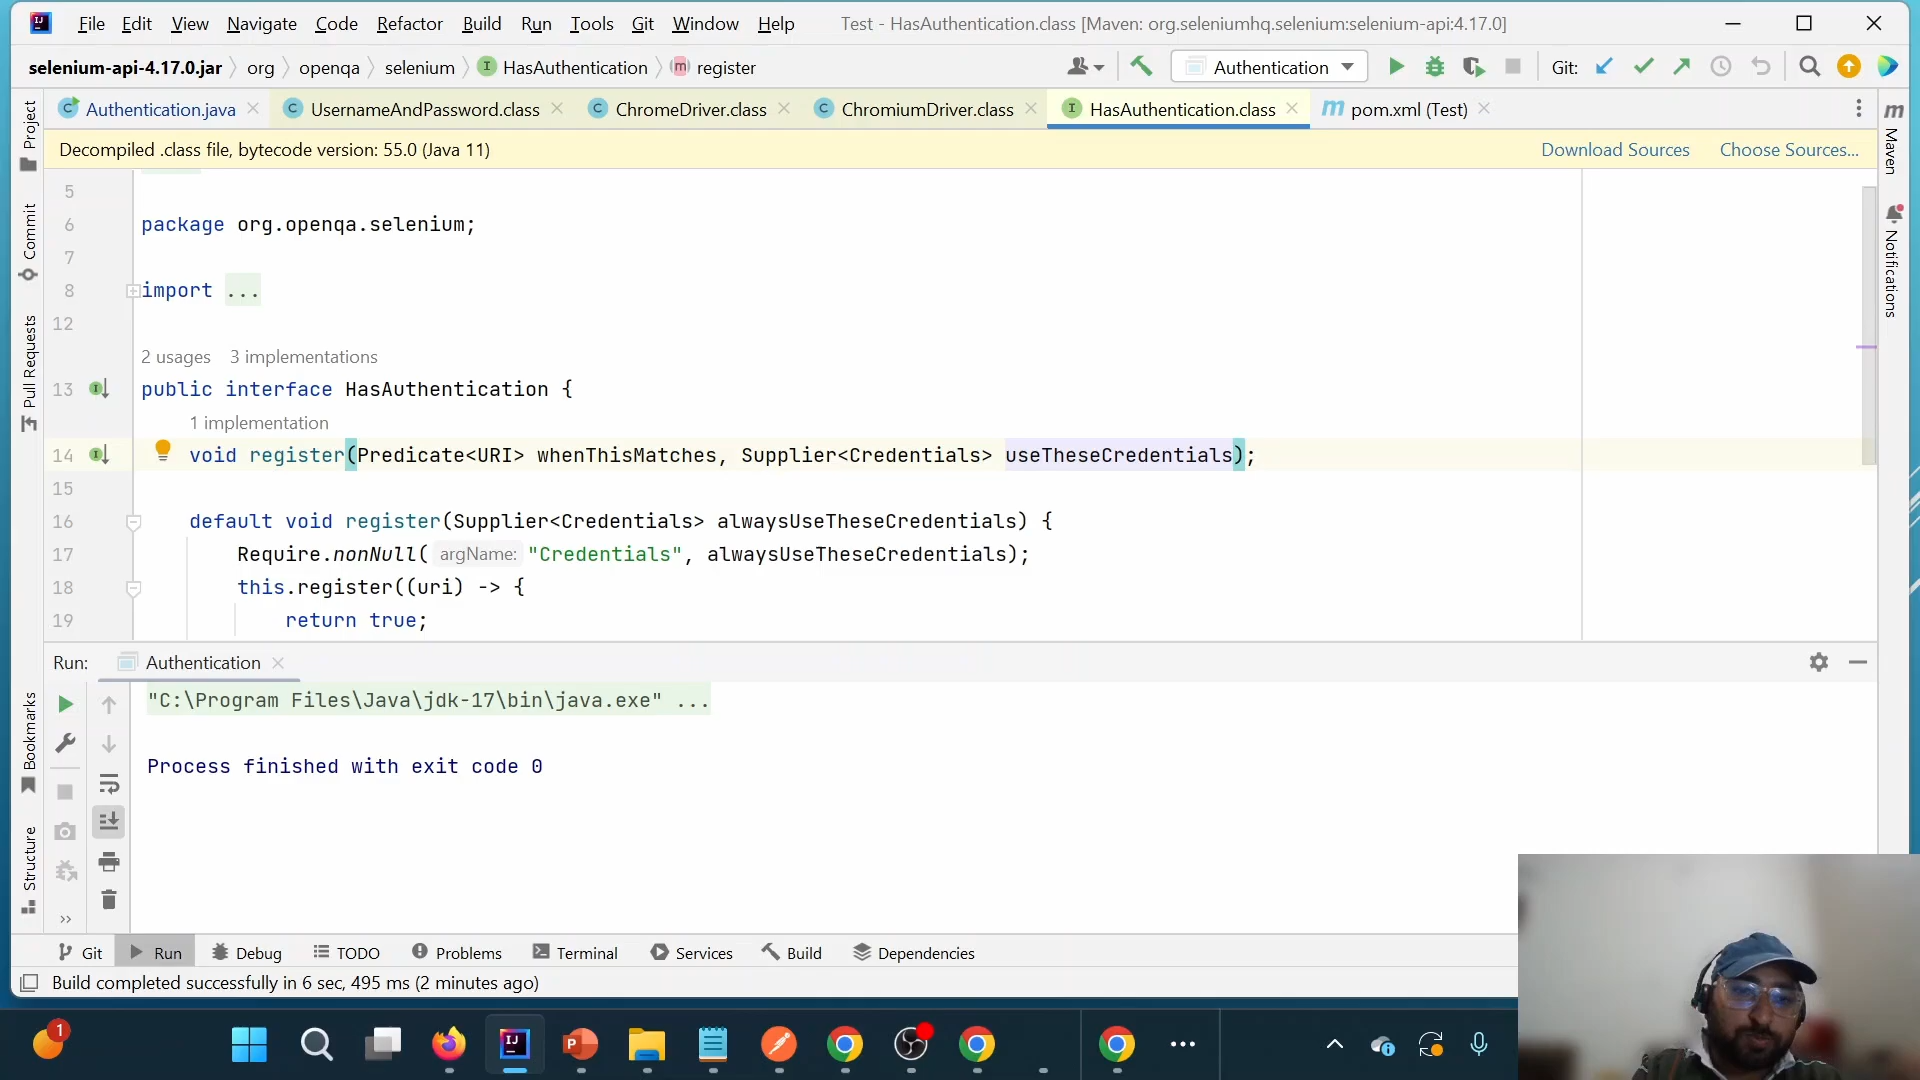 File Edit View Navigate Code Refactor Build Run Tools Git Window Help Test - HasAuthentication.class [Maven: org.seleniumhq.selenium:selenium-api:4.17.0]
selenium-api-4.17.0.jar org openqa selenium HasAuthentication register Authentication Git:
Authentication.java UsernameAndPassword.class ChromeDriver.class ChromiumDriver.class HasAuthentication.class pom.xml (Test)
Decompiled .class file, bytecode version: 55.0 (Java 11) Download Sources Choose Sources...
Project
Commit
Pull Requests
Bookmarks
Structure
Maven
Notifications
5
6 package org.openqa.selenium;
7
8 import ...
12
2 usages 3 implementations
13 public interface HasAuthentication {
1 implementation
14 void register(Predicate<URI> whenThisMatches, Supplier<Credentials> useTheseCredentials);
15
16 default void register(Supplier<Credentials> alwaysUseTheseCredentials) {
17 Require.nonNull( argName: "Credentials", alwaysUseTheseCredentials);
18 this.register((uri) -> {
19 return true;
Run: Authentication
"C:\Program Files\Java\jdk-17\bin\java.exe" ...
Process finished with exit code 0
Git Run Debug TODO Problems Terminal Services Build Dependencies
Build completed successfully in 6 sec, 495 ms (2 minutes ago)
1